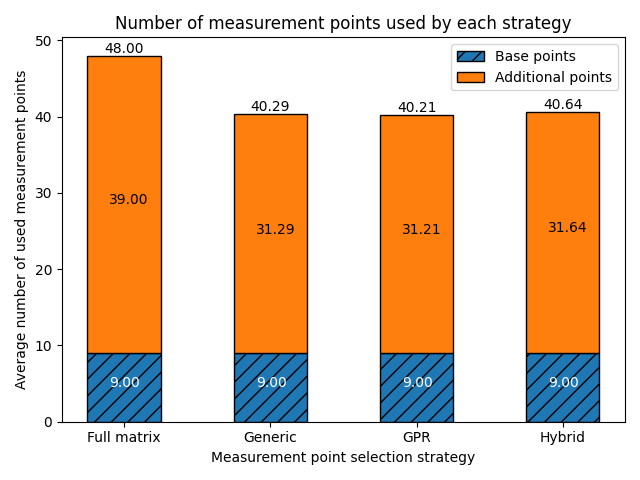 Number of measurement points used by each strategy
Average number of used measurement points
50
40
30
20
10
0
Base points
Additional points
48.00
40.29
40.21
40.64
39.00
31.29
31.21
31.64
9.00
9.00
9.00
9.00
Full matrix
Generic
GPR
Hybrid
Measurement point selection strategy